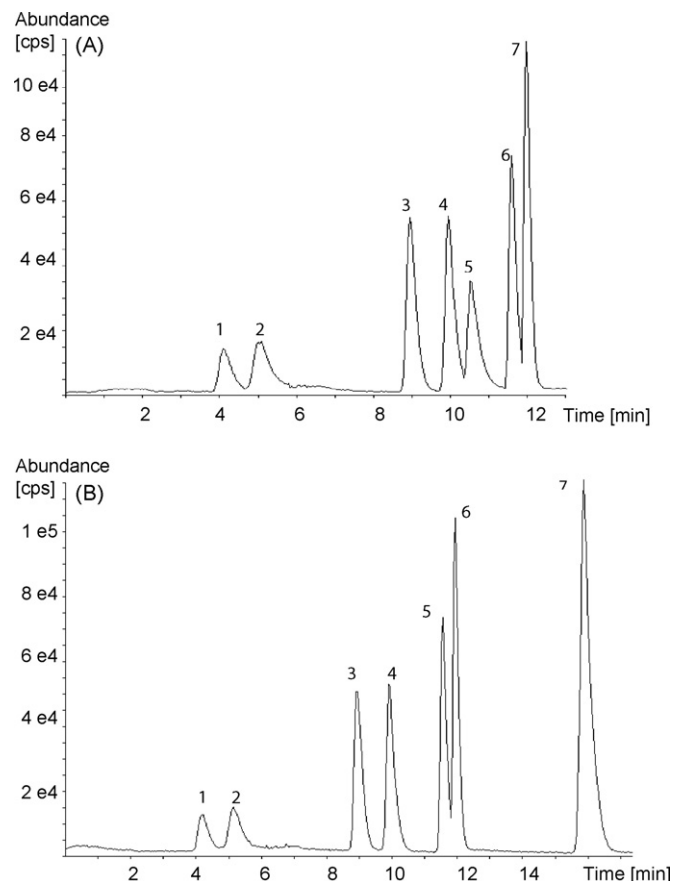 Abundance
[cps] (A)
7
10 e4
8 e4
6
6 e4
3 4
5
4 e4
1 2
2 e4
2 4 6 8 10 12 Time [min]
Abundance
[cps] (B)
7
6
1 e5
5
8 e4
3 4
6 e4
4 e4
1 2
2 e4
2 4 6 8 10 12 14 Time [min]